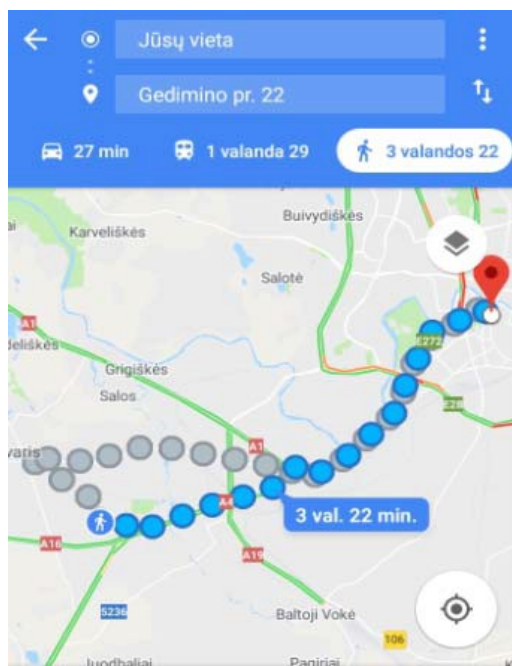 Jūsų vieta
Gedimino pr. 22
27 min
1 valanda 29
3 valandos 22
Buivydiškės
Karveliškės
Salotė
A1
E272
Grigiškės
Salos
E28
A1
3 val. 22 min.
A4
A16
A19
5236
Baltoji Vokė
106
Juodbaliai
Pagiriai